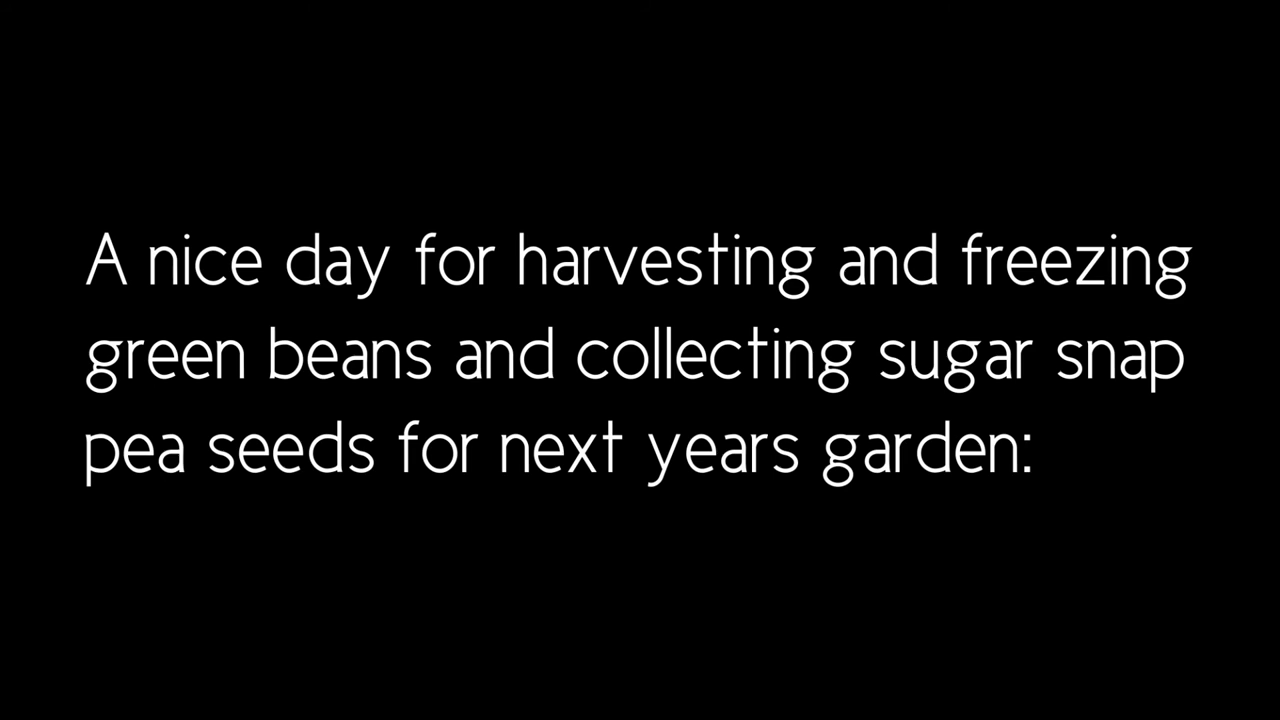 A nice day for harvesting and freezing
green beans and collecting sugar snap
pea seeds for next years garden: